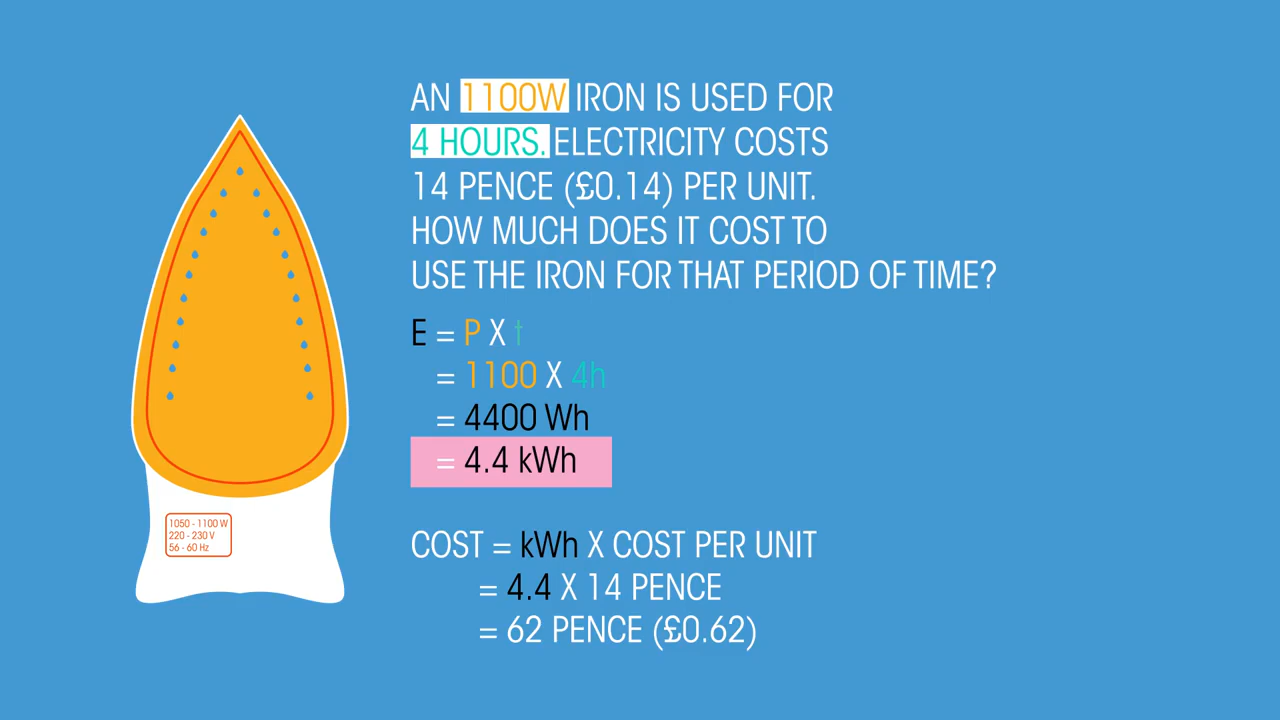 AN 1100W IRON IS USED FOR
4 HOURS. ELECTRICITY COSTS
14 PENCE (£0.14) PER UNIT.
HOW MUCH DOES IT COST TO
USE THE IRON FOR THAT PERIOD OF TIME?
E = P X t
= 1100 X 4h
= 4400 Wh
= 4.4 kWh
1050 - 1100 W
220 - 230 V
56 - 60 Hz
COST = kWh X COST PER UNIT
= 4.4 X 14 PENCE
= 62 PENCE (£0.62)